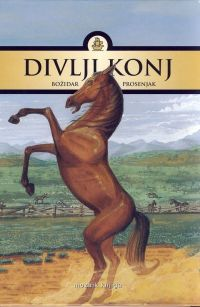 DIVLJI KONJ
BOŽIDAR PROSENJAK
mozaik knjiga